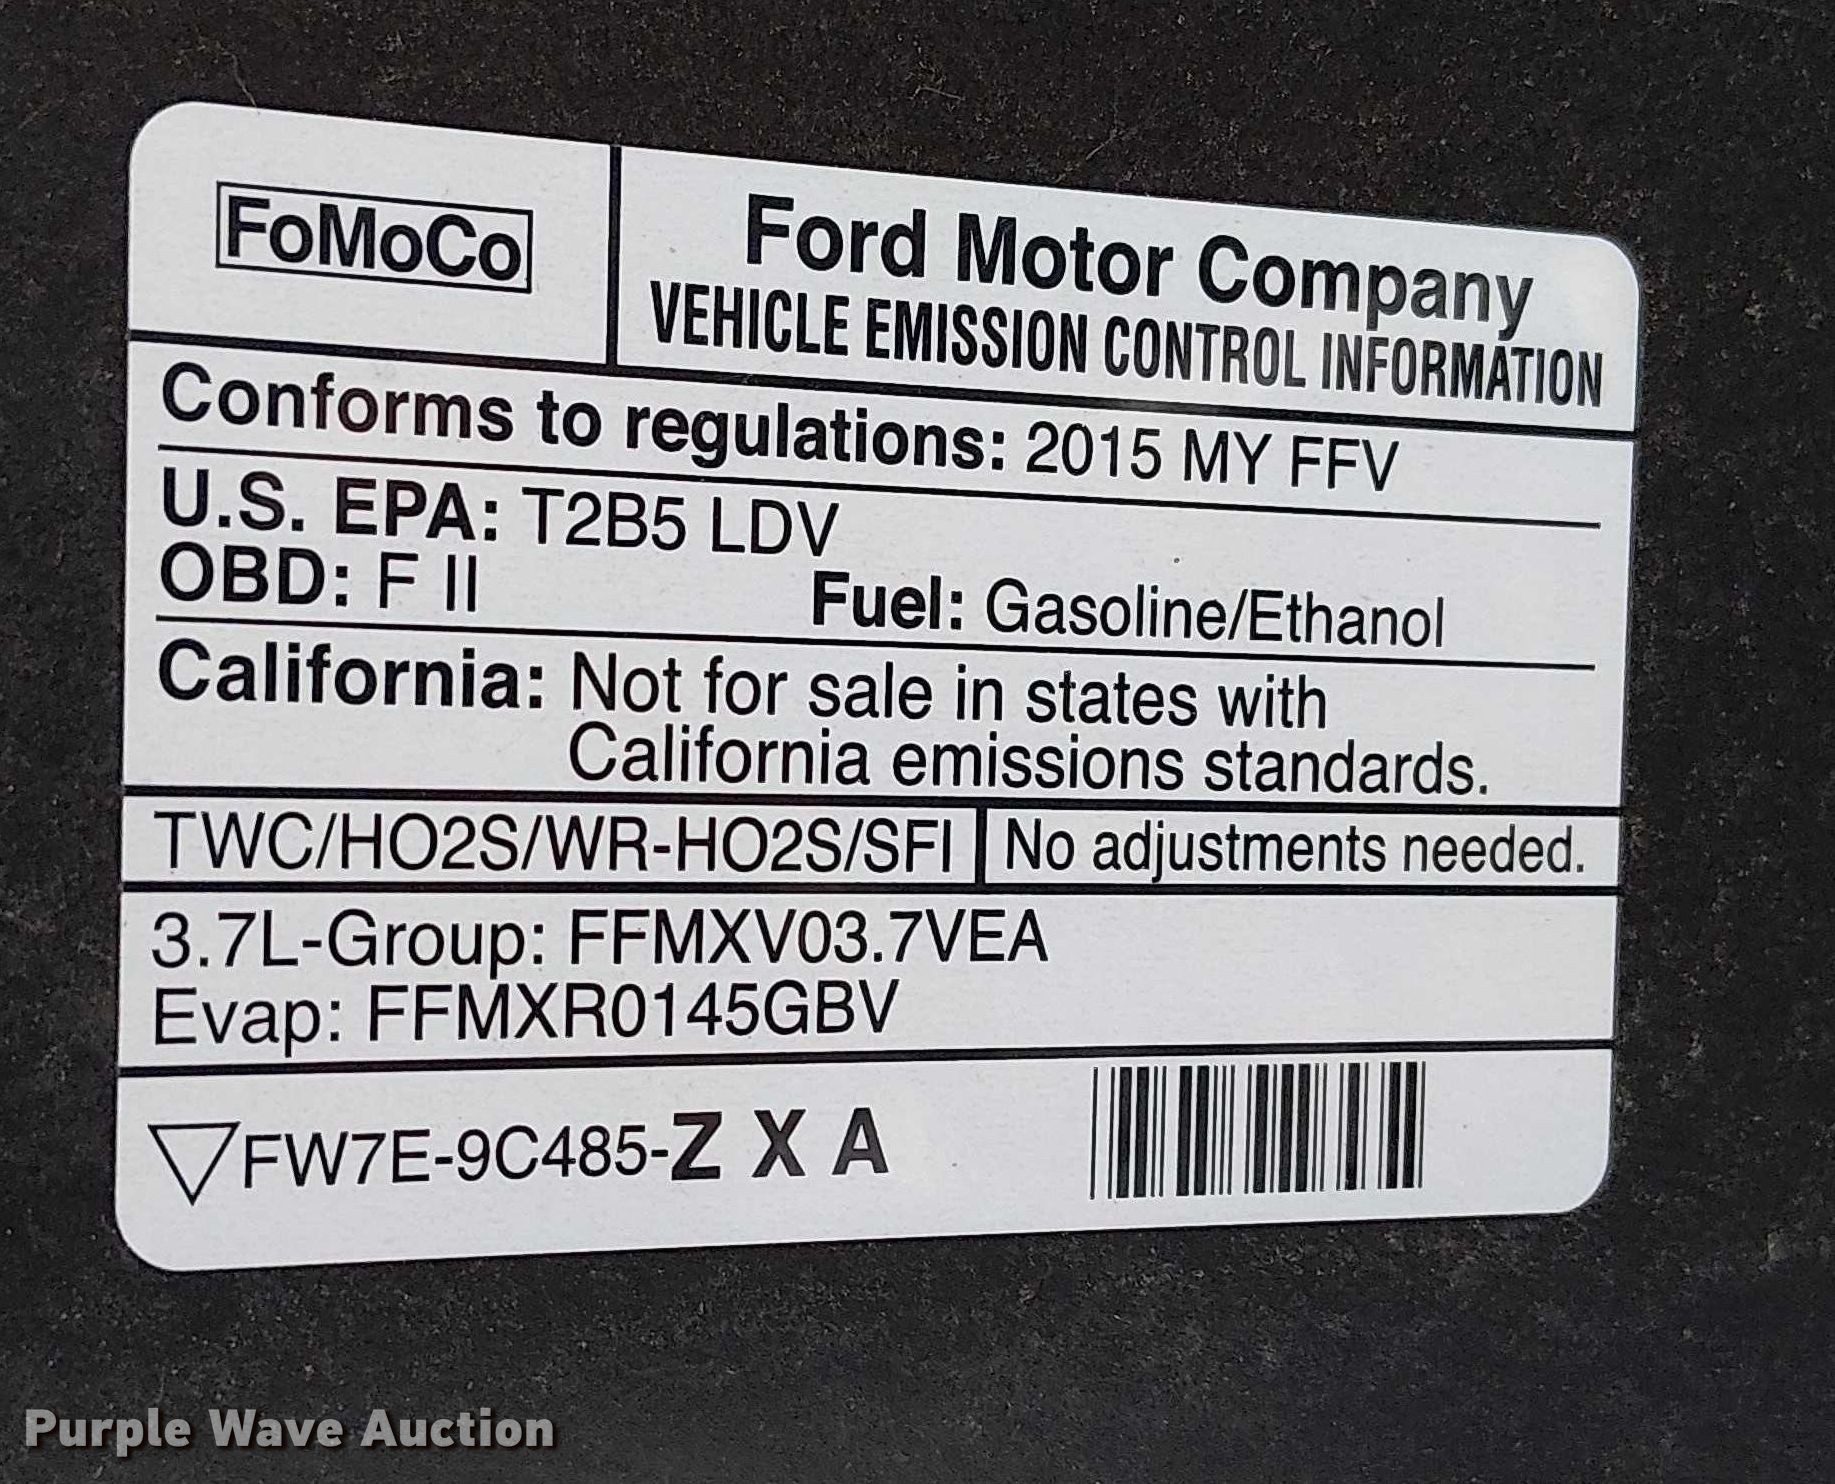 FoMoCo
Ford Motor Company
VEHICLE EMISSION CONTROL INFORMATION
Conforms to regulations: 2015 MY FFV
U.S. EPA: T2B5 LDV
OBD: F II Fuel: Gasoline/Ethanol
California: Not for sale in states with
California emissions standards.
TWC/HO2S/WR-HO2S/SFI No adjustments needed.
3.7L-Group: FFMXV03.7VEA
Evap: FFMXR0145GBV
FW7E-9C485-Z X A
Purple Wave Auction